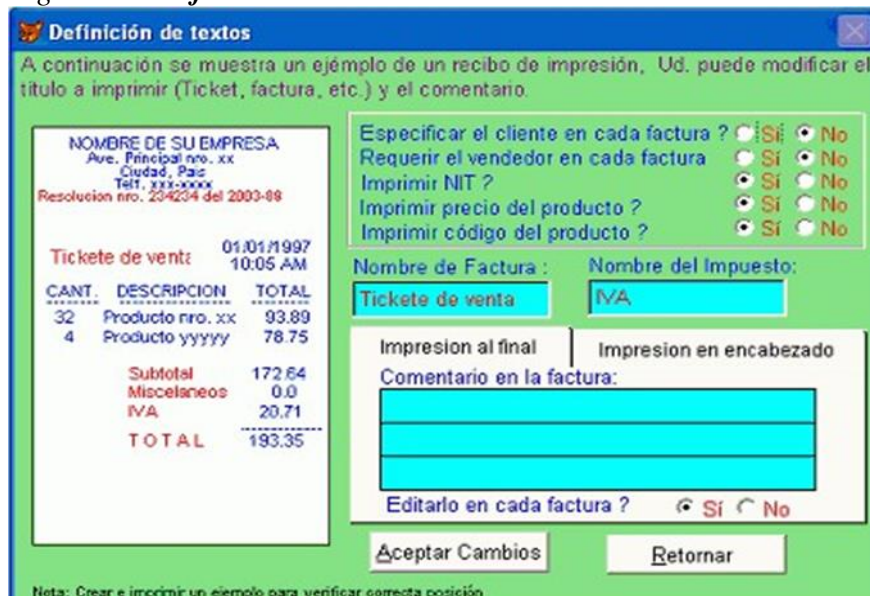 Definición de textos
A continuación se muestra un ejémplo de un recibo de impresión, Ud. puede modificar el
título a imprimir (Ticket, factura, etc.) y el comentario.
NOMBRE DE SU EMPRESA
Ave. Principal nro. xx
Ciudad, Pais
Telf. xxx-xxxx
Resolucion nro. 234234 del 2003-88
Tickete de venta
01/01/1997
10:05 AM
CANT. DESCRIPCION TOTAL
32 Producto nro. xx 93.89
4 Producto yyyyy 78.75
Subtotal 172.64
Miscelaneos 0.0
IVA 20.71
TOTAL 193.35
Especificar el cliente en cada factura ? Sí No
Requerir el vendedor en cada factura Sí No
Imprimir NIT ? Sí No
Imprimir precio del producto ? Sí No
Imprimir código del producto ? Sí No
Nombre de Factura : Nombre del Impuesto:
Tickete de venta IVA
Impresion al final Impresion en encabezado
Comentario en la factura:
Editarlo en cada factura ? Sí No
Aceptar Cambios Retornar
Nota: Crear e imprimir un ejemplo para verificar correcta posición